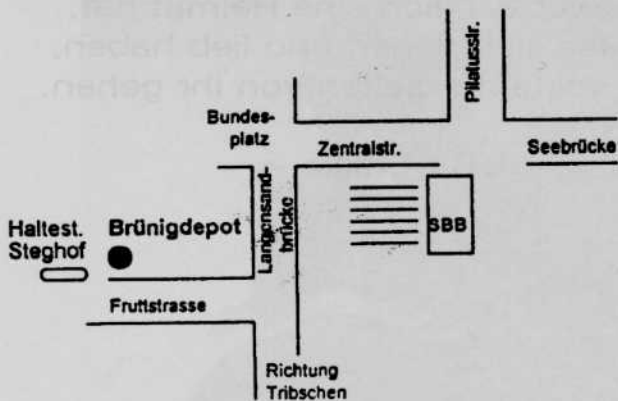 Pilatusstr.
Bundes-
platz
Zentralstr.
Seebrücke
Langensand-
brücke
SBB
Haltest.
Steghof
Brünigdepot
Fruttstrasse
Richtung
Tribschen